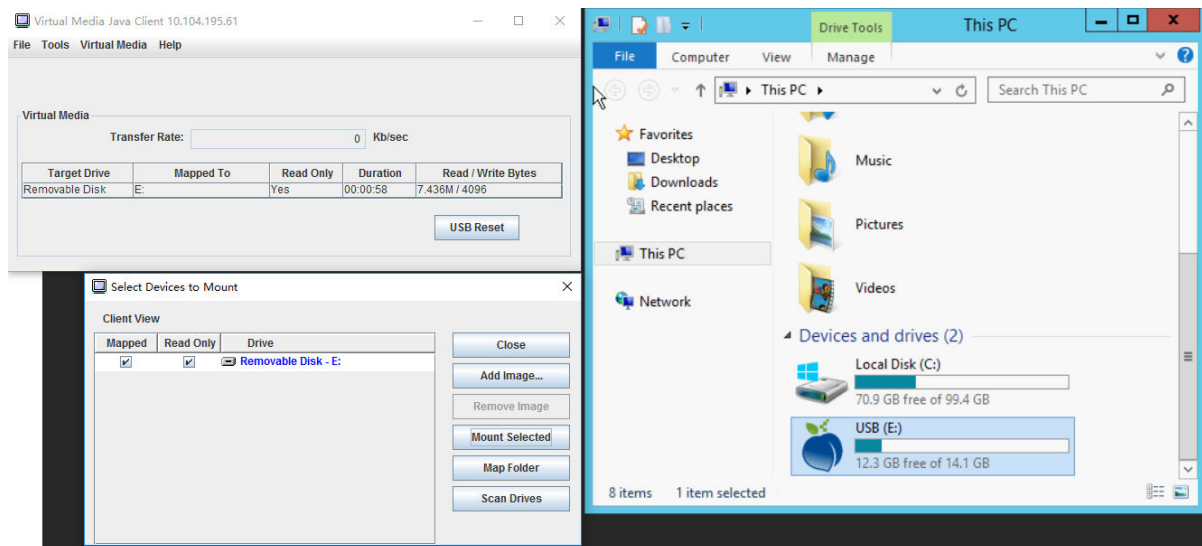 Virtual Media Java Client 10.104.195.61
File Tools Virtual Media Help
Virtual Media
Transfer Rate: 0 Kb/sec
Target Drive Mapped To Read Only Duration Read / Write Bytes
Removable Disk E: Yes 00:00:58 7.436M / 4096
USB Reset
Select Devices to Mount
Client View
Mapped Read Only Drive
Removable Disk - E:
Close
Add Image...
Remove Image
Mount Selected
Map Folder
Scan Drives
Drive Tools This PC
File Computer View Manage
This PC Search This PC
Favorites
Desktop
Downloads
Recent places
This PC
Network
Music
Pictures
Videos
Devices and drives (2)
Local Disk (C:)
70.9 GB free of 99.4 GB
USB (E:)
12.3 GB free of 14.1 GB
8 items 1 item selected